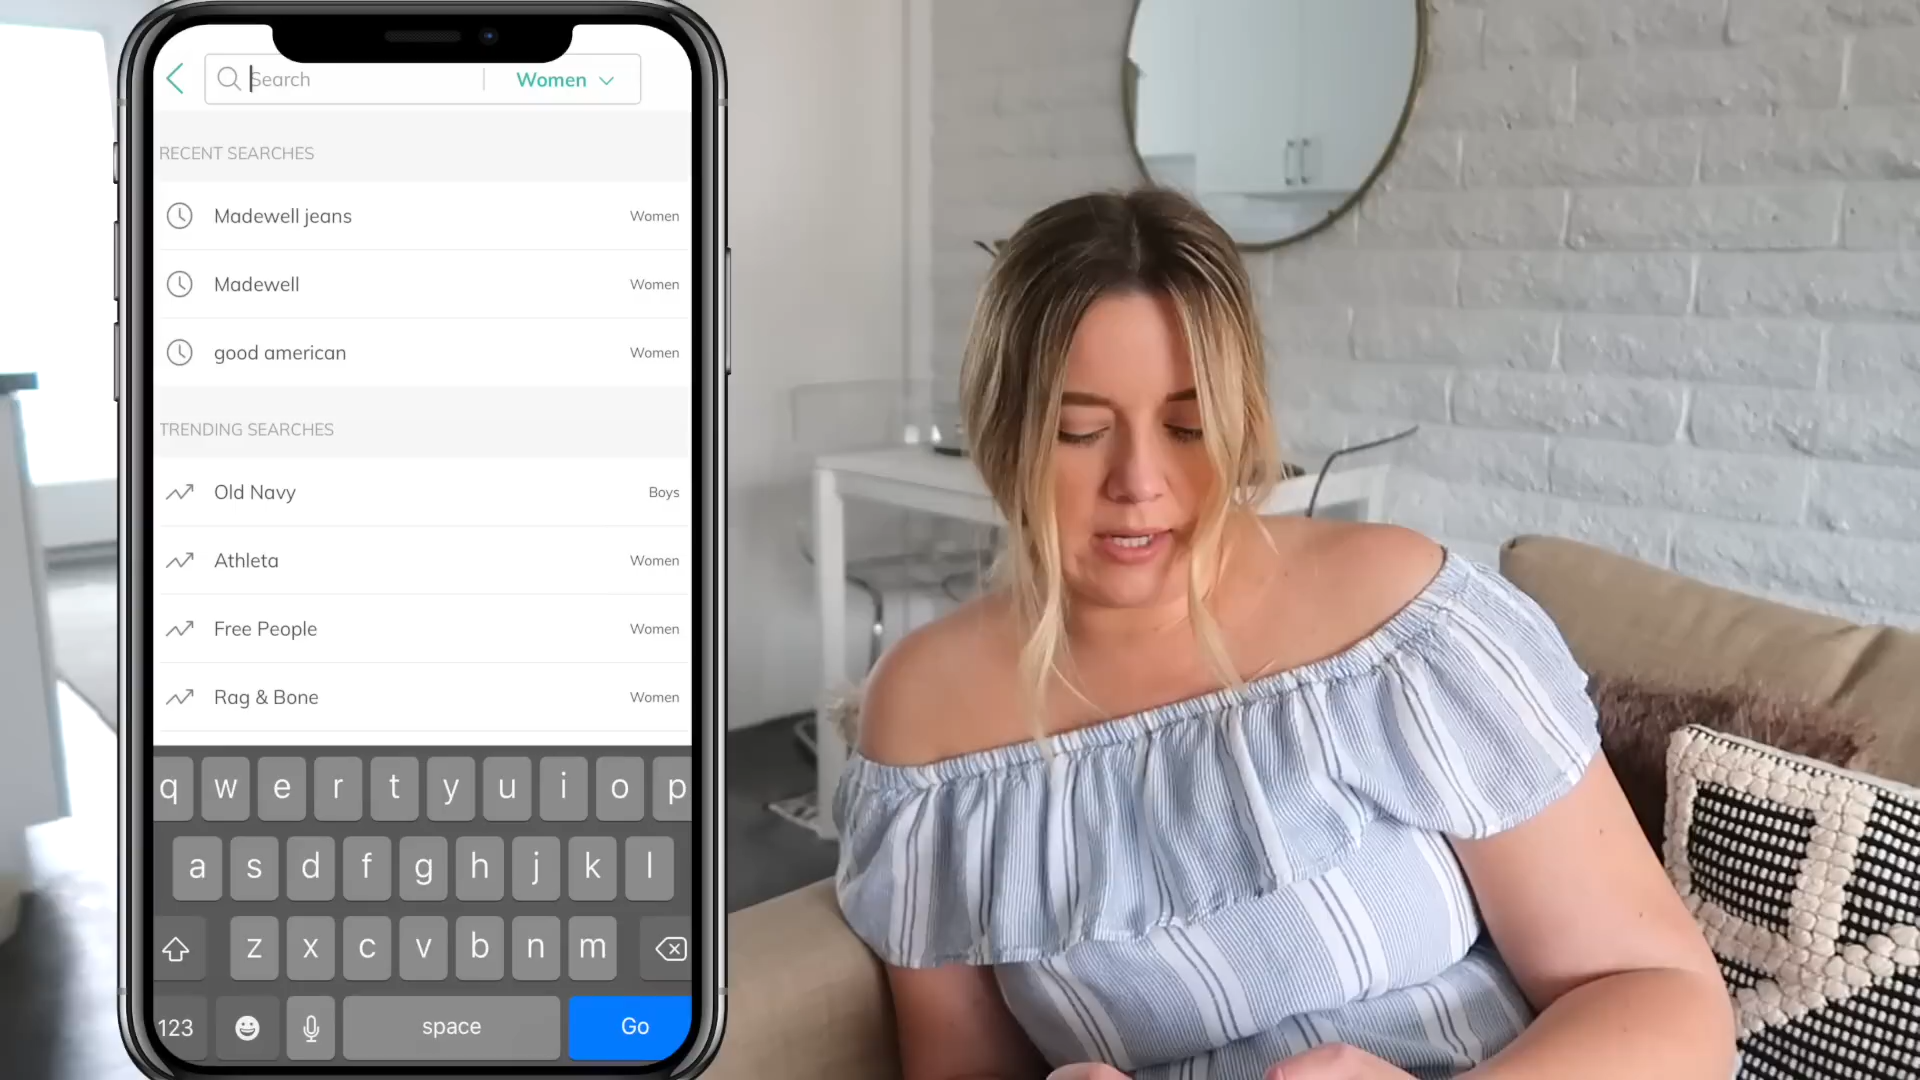 Search Women
RECENT SEARCHES
Madewell jeans Women
Madewell Women
good american Women
TRENDING SEARCHES
Old Navy Boys
Athleta Women
Free People Women
Rag & Bone Women
q w e r t y u i o p
a s d f g h j k l
z x c v b n m
123 space Go